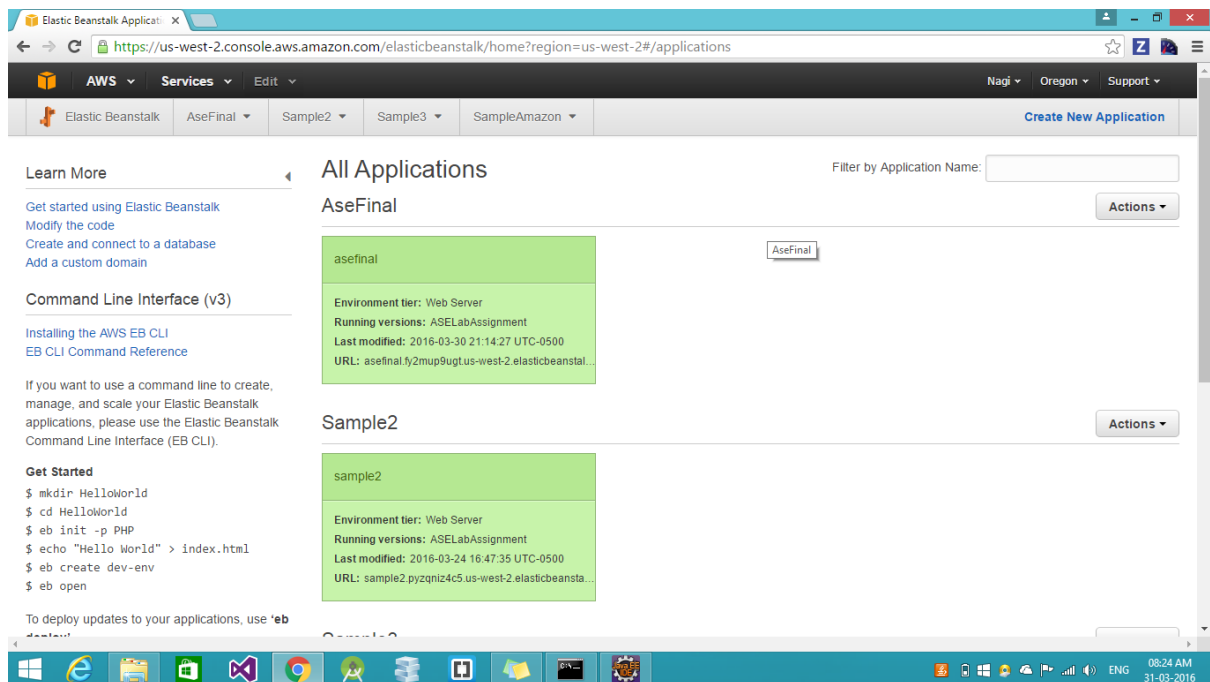 Elastic Beanstalk Applicati
https://us-west-2.console.aws.amazon.com/elasticbeanstalk/home?region=us-west-2#/applications
AWS Services Edit Nagi Oregon Support
Elastic Beanstalk AseFinal Sample2 Sample3 SampleAmazon Create New Application
Learn More
Get started using Elastic Beanstalk
Modify the code
Create and connect to a database
Add a custom domain
Command Line Interface (v3)
Installing the AWS EB CLI
EB CLI Command Reference
If you want to use a command line to create,
manage, and scale your Elastic Beanstalk
applications, please use the Elastic Beanstalk
Command Line Interface (EB CLI).
Get Started
$ mkdir HelloWorld
$ cd HelloWorld
$ eb init -p PHP
$ echo "Hello World" > index.html
$ eb create dev-env
$ eb open
To deploy updates to your applications, use ‘eb
All Applications
Filter by Application Name:
AseFinal
Actions
AseFinal
asefinal
Environment tier: Web Server
Running versions: ASELabAssignment
Last modified: 2016-03-30 21:14:27 UTC-0500
URL: asefinal.fy2mup9ugt.us-west-2.elasticbeanstal...
Sample2
Actions
sample2
Environment tier: Web Server
Running versions: ASELabAssignment
Last modified: 2016-03-24 16:47:35 UTC-0500
URL: sample2.pyzqniz4c5.us-west-2.elasticbeansta...
ENG
08:24 AM
31-03-2016